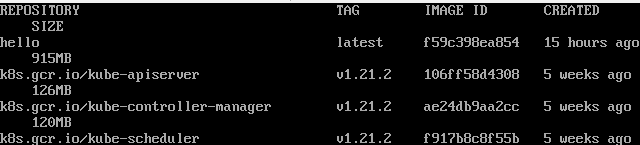 REPOSITORY TAG IMAGE ID CREATED
SIZE
hello latest f59c398ea854 15 hours ago
915MB
k8s.gcr.io/kube-apiserver v1.21.2 106ff58d4308 5 weeks ago
126MB
k8s.gcr.io/kube-controller-manager v1.21.2 ae24db9aa2cc 5 weeks ago
120MB
k8s.gcr.io/kube-scheduler v1.21.2 f917b8c8f55b 5 weeks ago